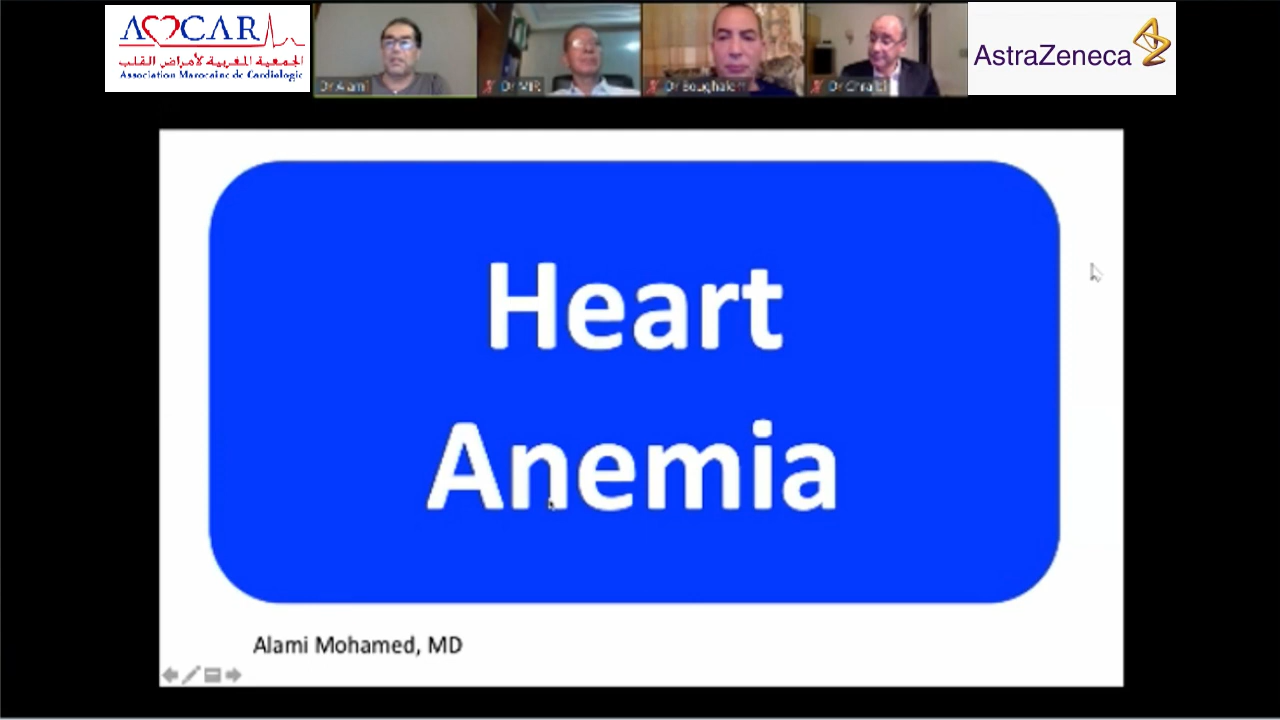 AMCAR
الجمعية المغربية لأمراض القلب
Association Marocaine de Cardiologie
Dr Alami
Dr MIR
Dr Boughalem
Dr Chraibi
AstraZeneca
Heart
Anemia
Alami Mohamed, MD